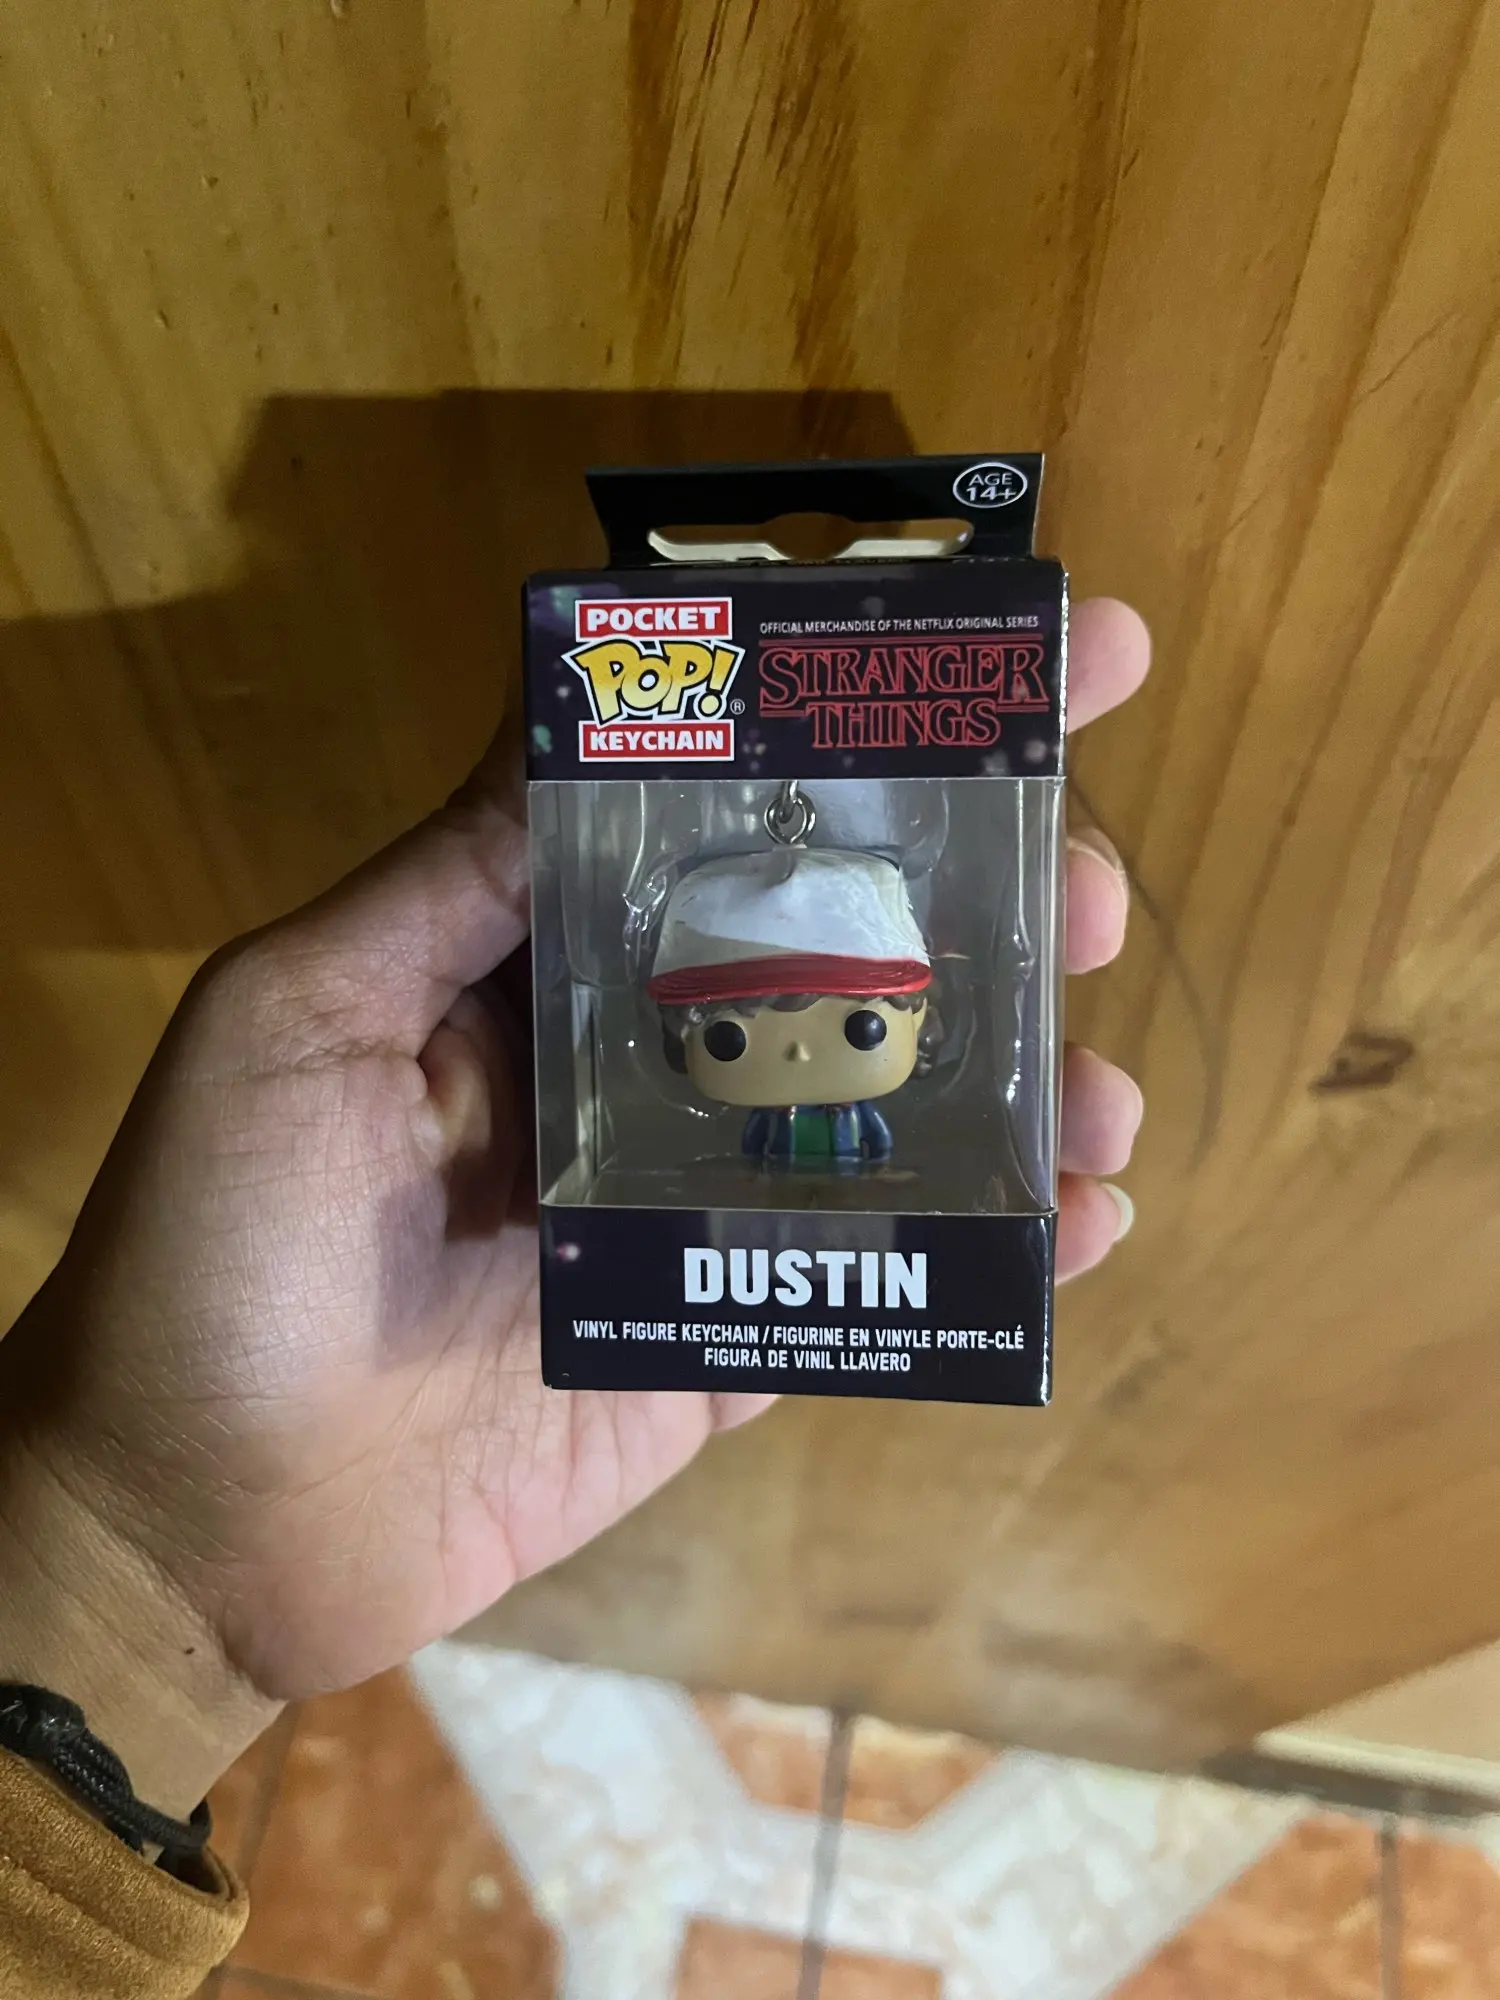 AGE
14+
POCKET
POP!®
KEYCHAIN
OFFICIAL MERCHANDISE OF THE NETFLIX ORIGINAL SERIES
STRANGER
THINGS
DUSTIN
VINYL FIGURE KEYCHAIN / FIGURINE EN VINYLE PORTE-CLÉ
FIGURA DE VINIL LLAVERO